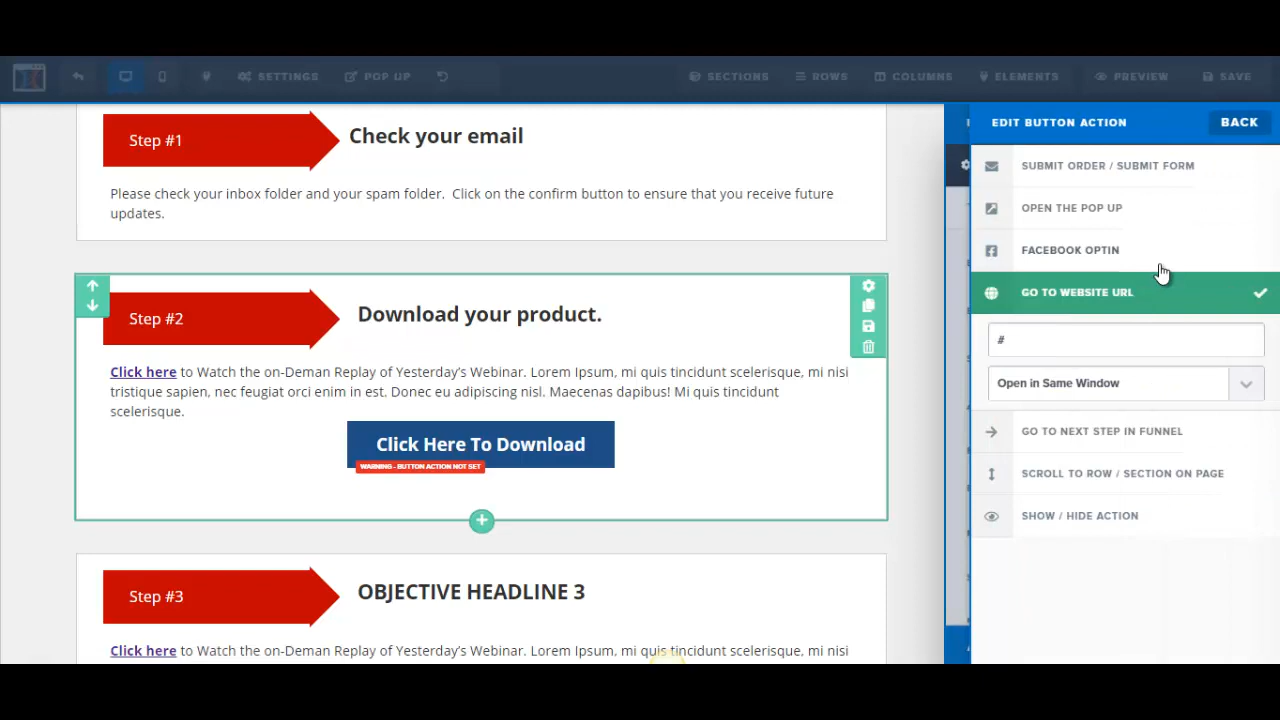 SETTINGS
POP UP
SECTIONS
ROWS
COLUMNS
ELEMENTS
PREVIEW
SAVE
Step #1
Check your email
Please check your inbox folder and your spam folder.  Click on the confirm button to ensure that you receive future
updates.
Step #2
Download your product.
Click here to Watch the on-Deman Replay of Yesterday's Webinar. Lorem Ipsum, mi quis tincidunt scelerisque, mi nisi
tristique sapien, nec feugiat orci enim in est. Donec eu adipiscing nisl. Maecenas dapibus! Mi quis tincidunt
scelerisque.
Click Here To Download
WARNING - BUTTON ACTION NOT SET
Step #3
OBJECTIVE HEADLINE 3
Click here to Watch the on-Deman Replay of Yesterday's Webinar. Lorem Ipsum, mi quis tincidunt scelerisque, mi nisi
EDIT BUTTON ACTION
BACK
SUBMIT ORDER / SUBMIT FORM
OPEN THE POP UP
FACEBOOK OPTIN
GO TO WEBSITE URL
#
Open in Same Window
GO TO NEXT STEP IN FUNNEL
SCROLL TO ROW / SECTION ON PAGE
SHOW / HIDE ACTION